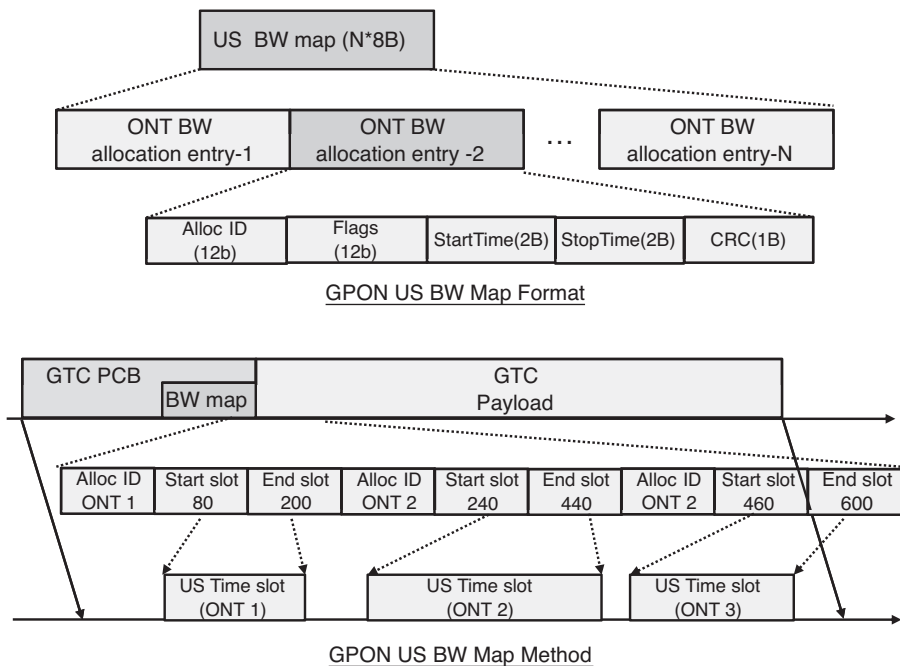 US BW map (N*8B)
ONT BW
allocation entry-1
ONT BW
allocation entry -2
...
ONT BW
allocation entry-N
Alloc ID
(12b)
Flags
(12b)
StartTime(2B)
StopTime(2B)
CRC(1B)
GPON US BW Map Format
GTC PCB
BW map
GTC
Payload
Alloc ID
ONT 1
Start slot
80
End slot
200
Alloc ID
ONT 2
Start slot
240
End slot
440
Alloc ID
ONT 2
Start slot
460
End slot
600
US Time slot
(ONT 1)
US Time slot
(ONT 2)
US Time slot
(ONT 3)
GPON US BW Map Method